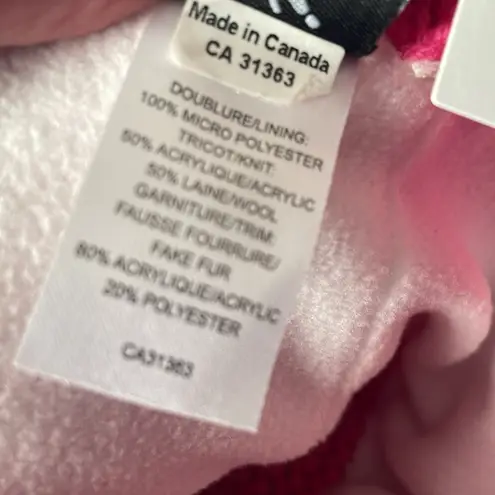 Made in Canada
CA 31363
DOUBLURE/LINING:
100% MICRO POLYESTER
TRICOT/KNIT:
50% ACRYLIQUE/ACRYLIC
50% LAINE/WOOL
GARNITURE/TRIM:
FAUSSE FOURRURE/
FAKE FUR
80% ACRYLIQUE/ACRYLIC
20% POLYESTER
CA31363